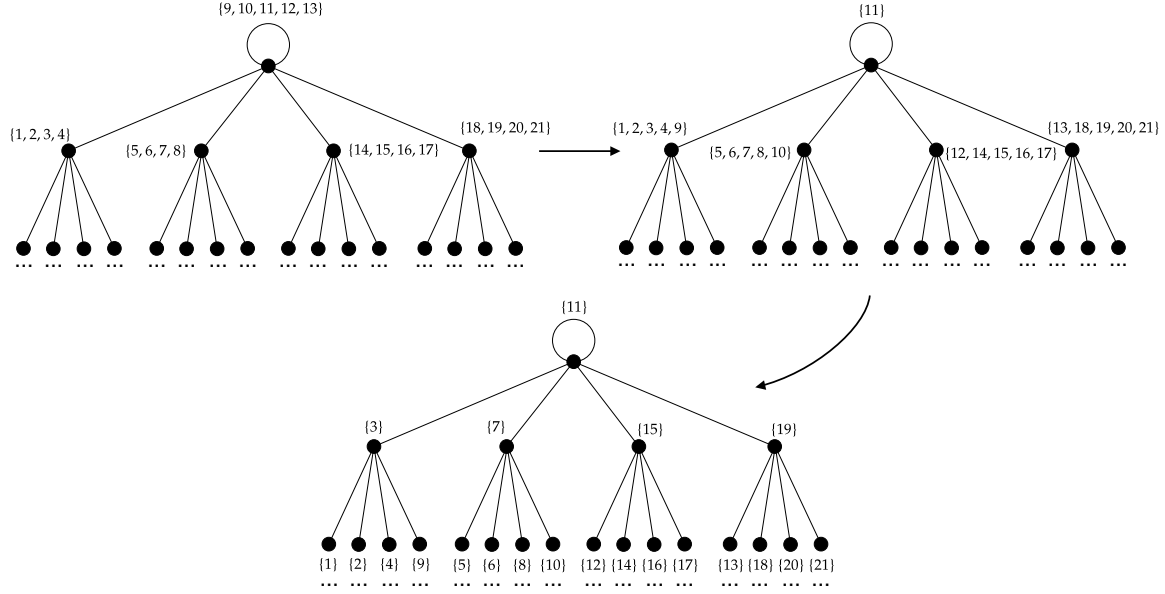 {9, 10, 11, 12, 13}
{1, 2, 3, 4}
{5, 6, 7, 8}
{14, 15, 16, 17}
{18, 19, 20, 21}
... ... ... ... ... ... ... ... ... ... ... ... ... ... ... ...
{11}
{1, 2, 3, 4, 9}
{5, 6, 7, 8, 10}
{12, 14, 15, 16, 17}
{13, 18, 19, 20, 21}
... ... ... ... ... ... ... ... ... ... ... ... ... ... ... ...
{11}
{3} {7} {15} {19}
{1} {2} {4} {9} {5} {6} {8} {10} {12} {14} {16} {17} {13} {18} {20} {21}
... ... ... ... ... ... ... ... ... ... ... ... ... ... ... ...